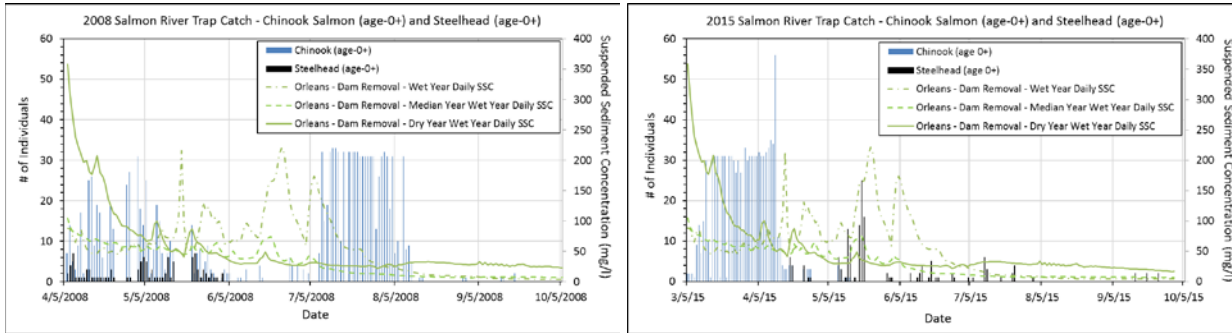 2008 Salmon River Trap Catch - Chinook Salmon (age-0+) and Steelhead (age-0+)
60
50
40
30
20
10
0
# of Individuals
Chinook (age-0+)
Steelhead (age-0+)
Orleans - Dam Removal - Wet Year Daily SSC
Orleans - Dam Removal - Median Year Wet Year Daily SSC
Orleans - Dam Removal - Dry Year Wet Year Daily SSC
400
350
300
250
200
150
100
50
0
Suspended Sediment Concentration (mg/l)
4/5/2008 5/5/2008 6/5/2008 7/5/2008 8/5/2008 9/5/2008 10/5/2008
Date
2015 Salmon River Trap Catch - Chinook Salmon (age-0+) and Steelhead (age-0+)
60
50
40
30
20
10
0
# of Individuals
Chinook (age-0+)
Steelhead (age 0+)
Orleans - Dam Removal - Wet Year Daily SSC
Orleans - Dam Removal - Median Year Wet Year Daily SSC
Orleans - Dam Removal - Dry Year Wet Year Daily SSC
400
350
300
250
200
150
100
50
0
Suspended Sediment Concentration (mg/l)
3/5/15 4/5/15 5/5/15 6/5/15 7/5/15 8/5/15 9/5/15 10/5/15
Date